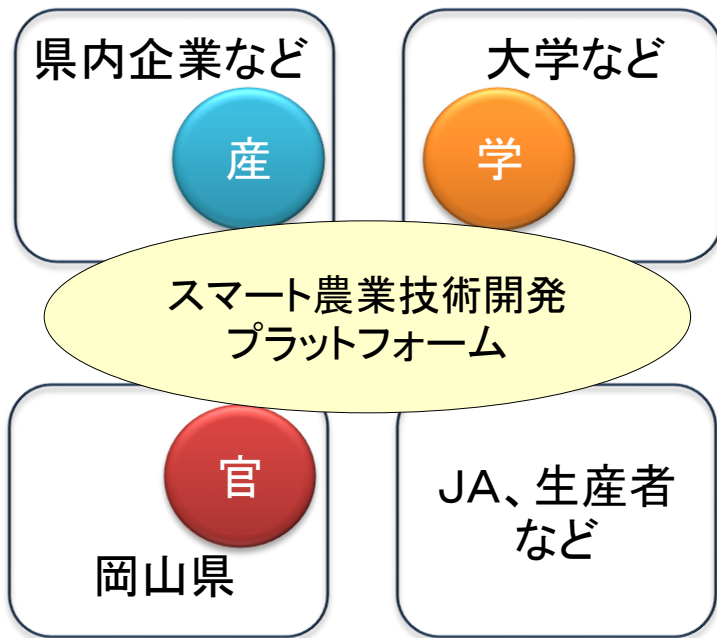 県内企業など
産
大学など
学
スマート農業技術開発
プラットフォーム
官
岡山県
JA、生産者
など